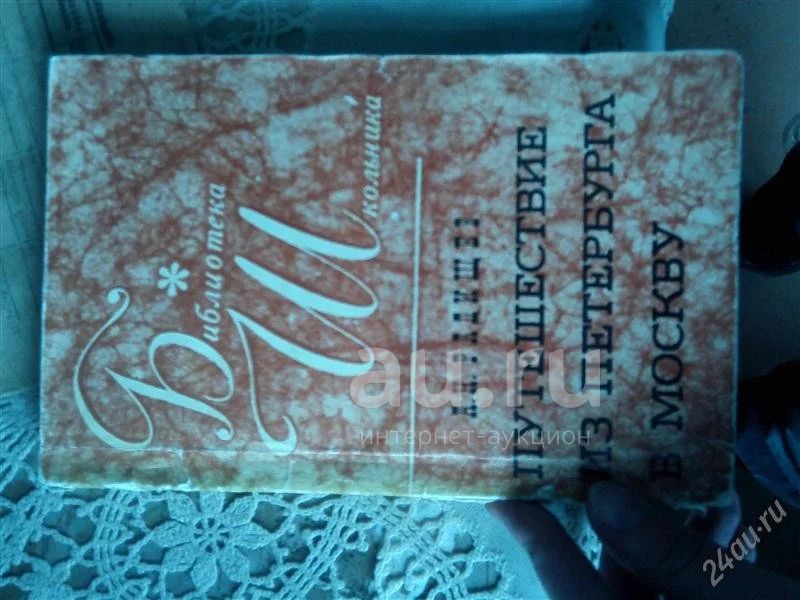 Библиотека
Школьника
А.Н.РАДИЩЕВ
ПУТЕШЕСТВИЕ
ИЗ ПЕТЕРБУРГА
В МОСКВУ
au.ru
интернет-аукцион
24au.ru